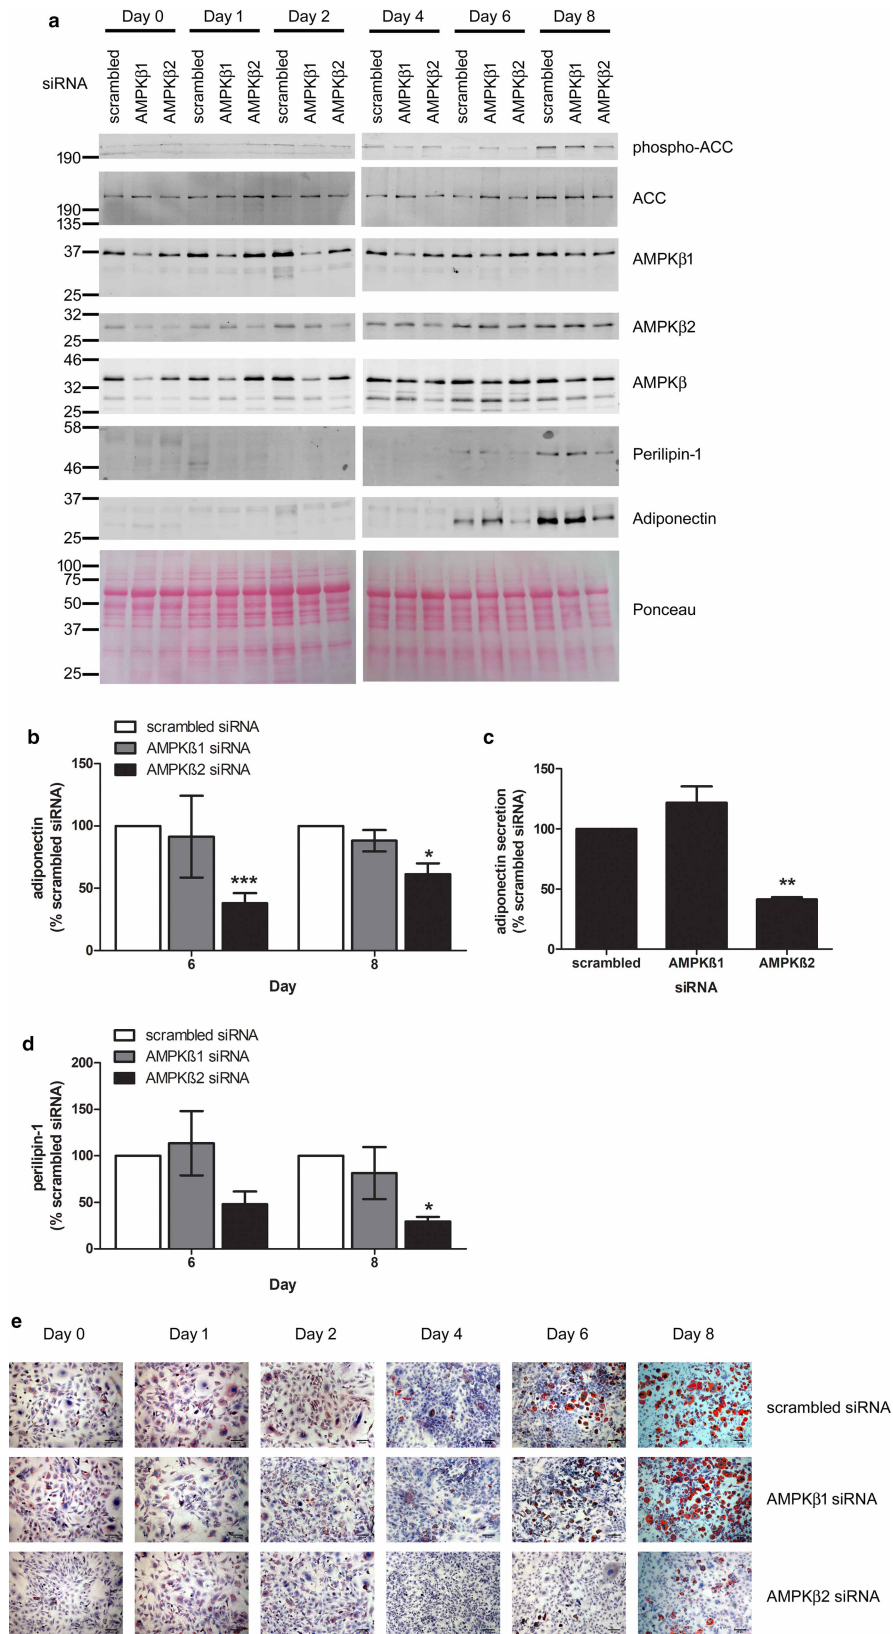 a
Day 0 Day 1 Day 2 Day 4 Day 6 Day 8
siRNA
scrambled AMPKβ1 AMPKβ2 scrambled AMPKβ1 AMPKβ2 scrambled AMPKβ1 AMPKβ2 scrambled AMPKβ1 AMPKβ2 scrambled AMPKβ1 AMPKβ2 scrambled AMPKβ1 AMPKβ2
190 phospho-ACC
190 ACC
135
37 AMPKβ1
25
32 AMPKβ2
25
46
32 AMPKβ
25
58
46 Perilipin-1
37
25 Adiponectin
100
75
50 Ponceau
37
25
b
scrambled siRNA
AMPKß1 siRNA
AMPKß2 siRNA
adiponectin
(% scrambled siRNA)
150
100
50
0
***
*
6 8
Day
c
adiponectin secretion
(% scrambled siRNA)
150
100
50
0
**
scrambled AMPKß1 AMPKß2
siRNA
d
scrambled siRNA
AMPKß1 siRNA
AMPKß2 siRNA
perilipin-1
(% scrambled siRNA)
200
150
100
50
0
*
6 8
Day
e
Day 0 Day 1 Day 2 Day 4 Day 6 Day 8
scrambled siRNA
AMPKβ1 siRNA
AMPKβ2 siRNA